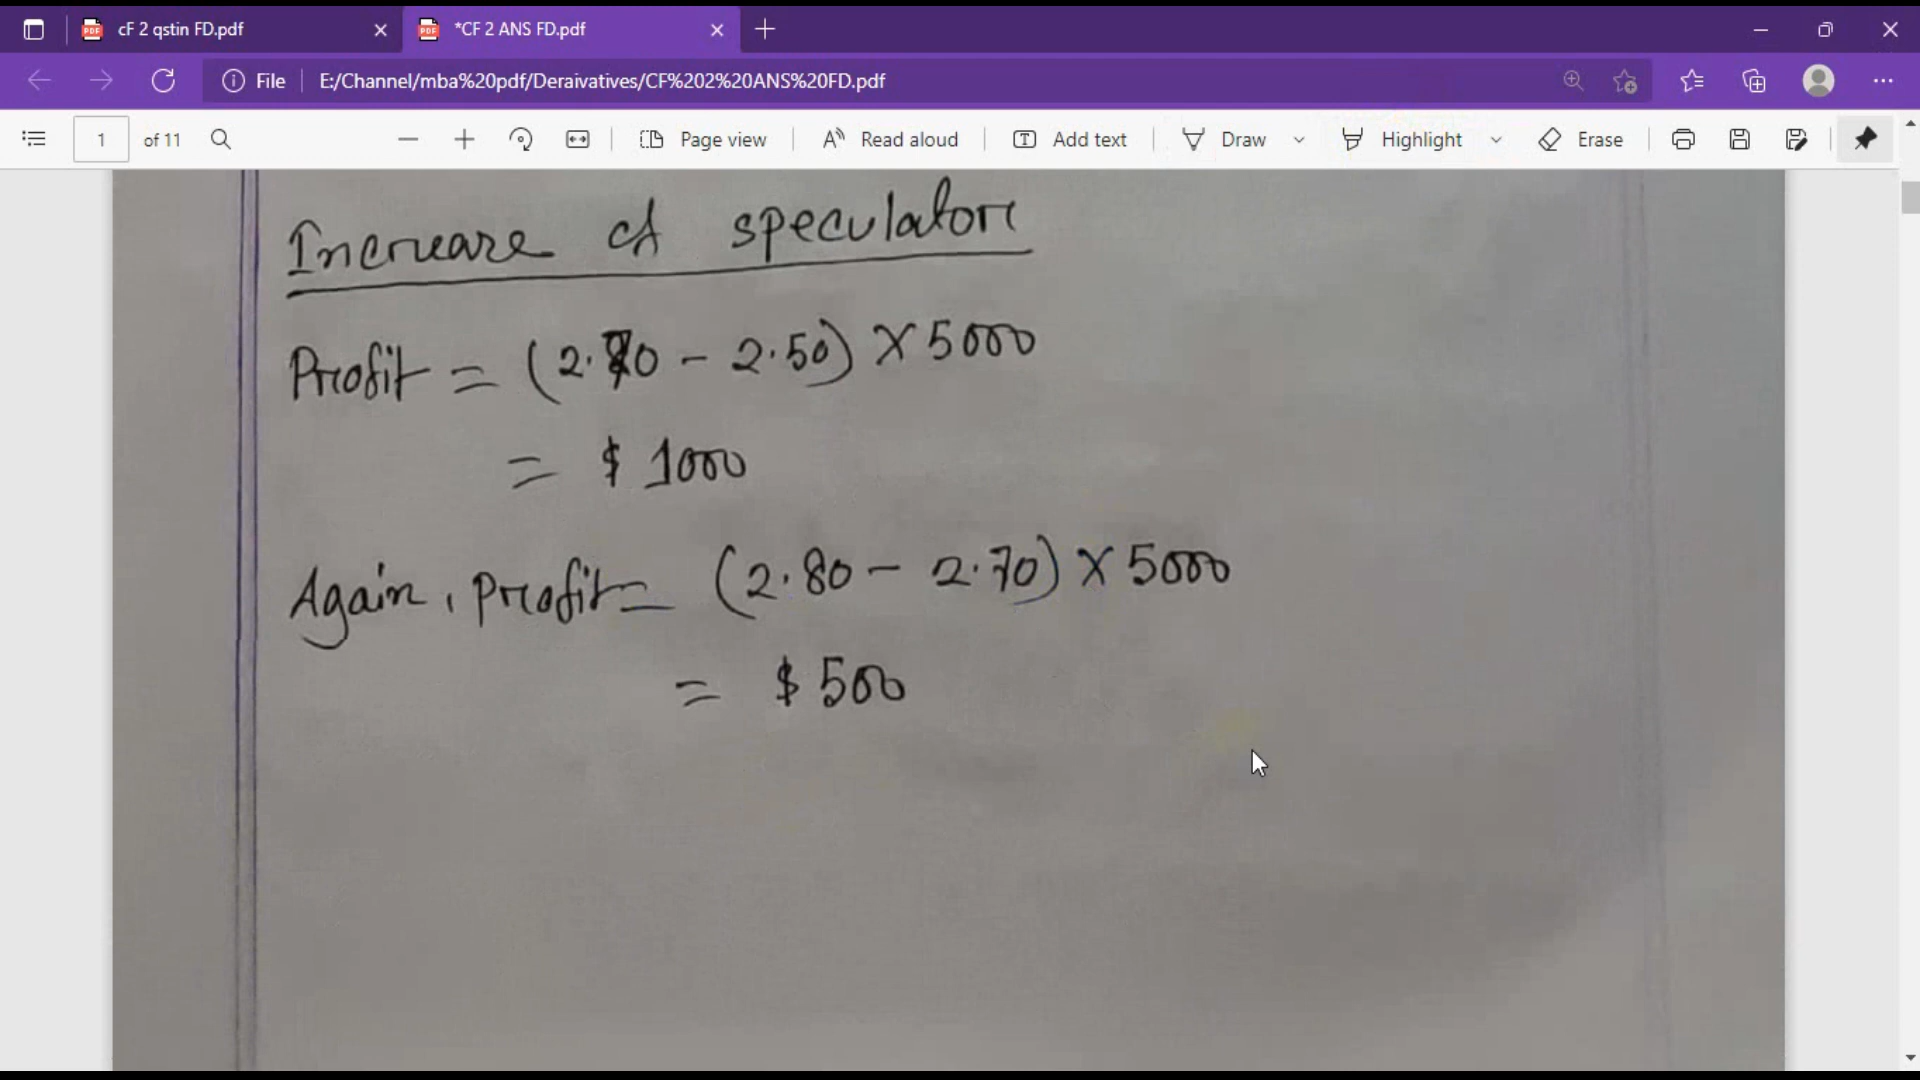 cF 2 qstin FD.pdf
*CF 2 ANS FD.pdf
File
E:/Channel/mba%20pdf/Deraivatives/CF%202%20ANS%20FD.pdf
1 of 11
Page view
Read aloud
Add text
Draw
Highlight
Erase
Increase of speculator
Profit = (2.70 - 2.50) X 5000
= $ 1000
Again, Profit = (2.80 - 2.70) X 5000
= $ 500